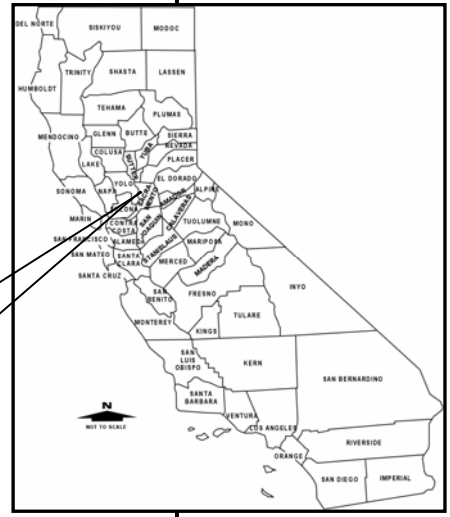 DEL NORTE
SISKIYOU
MODOC
HUMBOLDT
TRINITY
SHASTA
LASSEN
TEHAMA
PLUMAS
MENDOCINO
GLENN
BUTTE
SIERRA
NEVADA
COLUSA
SUTTER
YUBA
PLACER
LAKE
EL DORADO
SONOMA
NAPA
YOLO
SACRA
MENTO
AMADOR
ALPINE
MARIN
CONTRA
COSTA
SAN
JOAQUIN
CALAVERAS
TUOLUMNE
MONO
SAN FRANCISCO
ALAMEDA
STANISLAUS
MARIPOSA
SAN MATEO
SANTA
CLARA
MERCED
MADERA
SANTA CRUZ
SAN
BENITO
FRESNO
INYO
MONTEREY
KINGS
TULARE
SAN
LUIS
OBISPO
KERN
SAN BERNARDINO
SANTA
BARBARA
VENTURA
LOS ANGELES
ORANGE
RIVERSIDE
SAN DIEGO
IMPERIAL
N
NOT TO SCALE